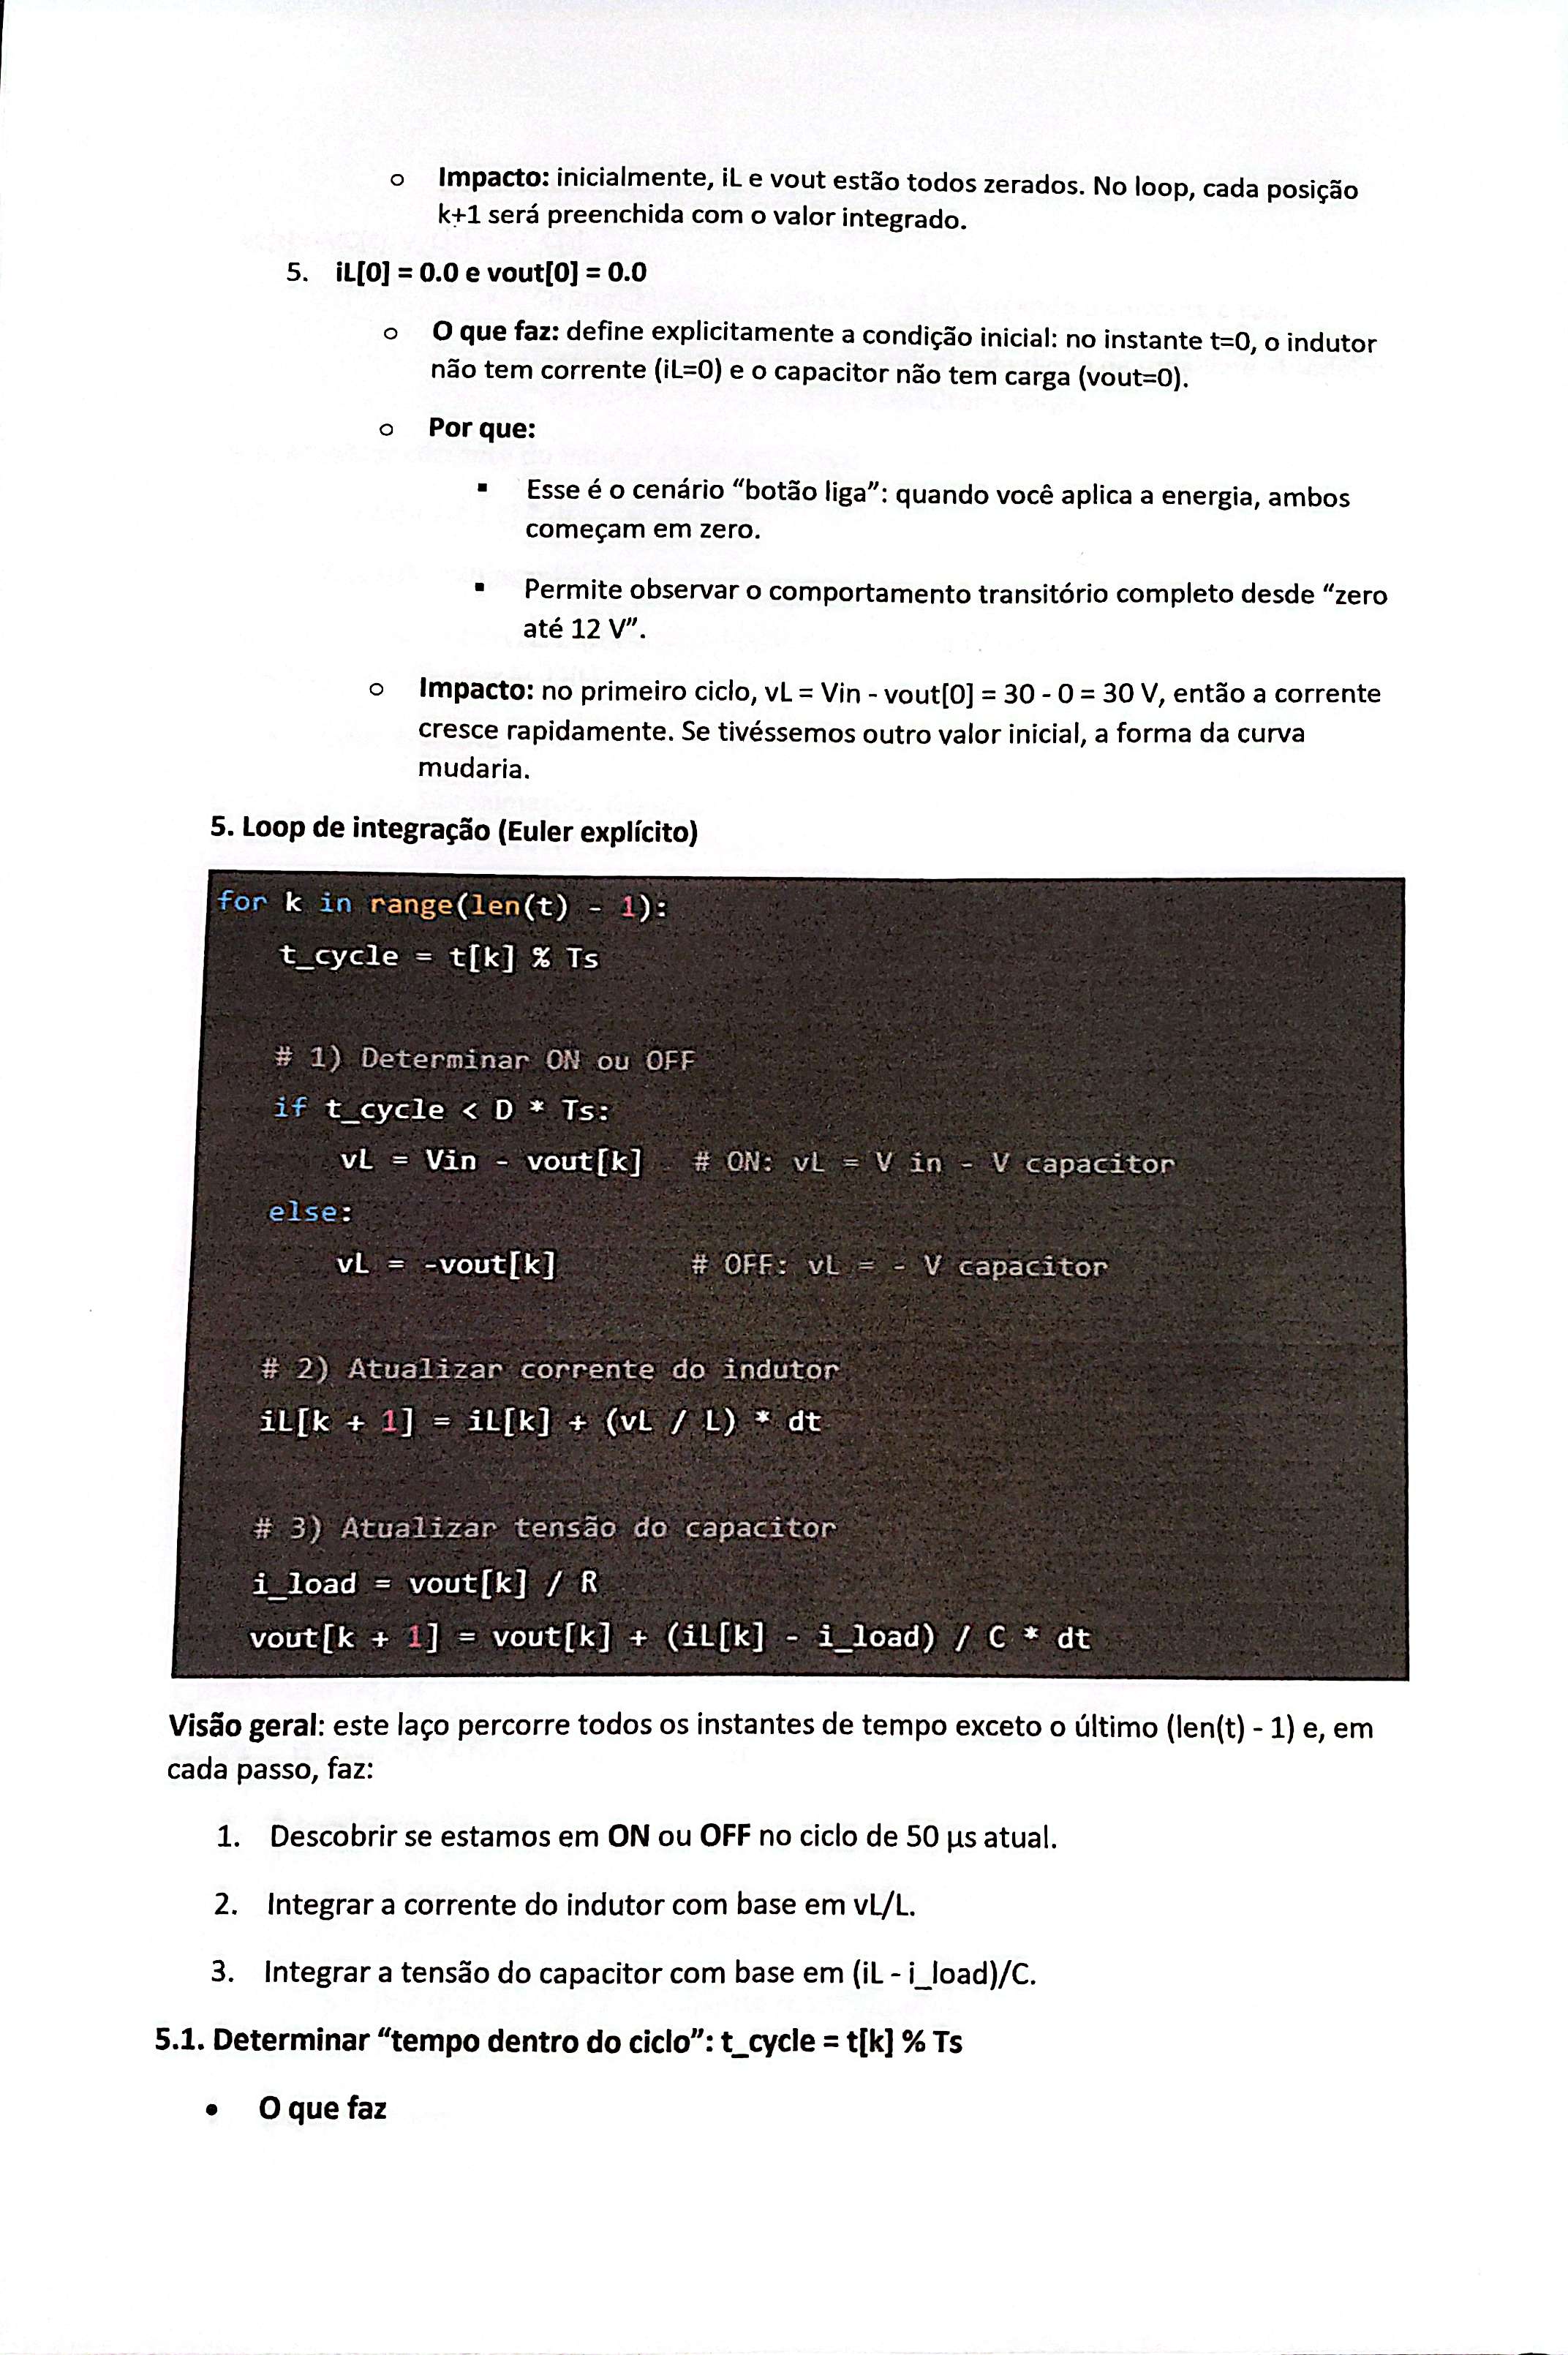 ○ Impacto: inicialmente, iL e vout estão todos zerados. No loop, cada posição
k+1 será preenchida com o valor integrado.
5. iL[0] = 0.0 e vout[0] = 0.0
○ O que faz: define explicitamente a condição inicial: no instante t=0, o indutor
não tem corrente (iL=0) e o capacitor não tem carga (vout=0).
○ Por que:
▪ Esse é o cenário “botão liga”: quando você aplica a energia, ambos
começam em zero.
▪ Permite observar o comportamento transitório completo desde “zero
até 12 V”.
○ Impacto: no primeiro ciclo, vL = Vin - vout[0] = 30 - 0 = 30 V, então a corrente
cresce rapidamente. Se tivéssemos outro valor inicial, a forma da curva
mudaria.
5. Loop de integração (Euler explícito)
for k in range(len(t) - 1):
t_cycle = t[k] % Ts
# 1) Determinar ON ou OFF
if t_cycle < D * Ts:
vL = Vin - vout[k] # ON: vL = V in - V capacitor
else:
vL = -vout[k] # OFF: vL = - V capacitor
# 2) Atualizar corrente do indutor
iL[k + 1] = iL[k] + (vL / L) * dt
# 3) Atualizar tensão do capacitor
i_load = vout[k] / R
vout[k + 1] = vout[k] + (iL[k] - i_load) / C * dt
Visão geral: este laço percorre todos os instantes de tempo exceto o último (len(t) - 1) e, em
cada passo, faz:
1. Descobrir se estamos em ON ou OFF no ciclo de 50 µs atual.
2. Integrar a corrente do indutor com base em vL/L.
3. Integrar a tensão do capacitor com base em (iL - i_load)/C.
5.1. Determinar “tempo dentro do ciclo”: t_cycle = t[k] % Ts
• O que faz